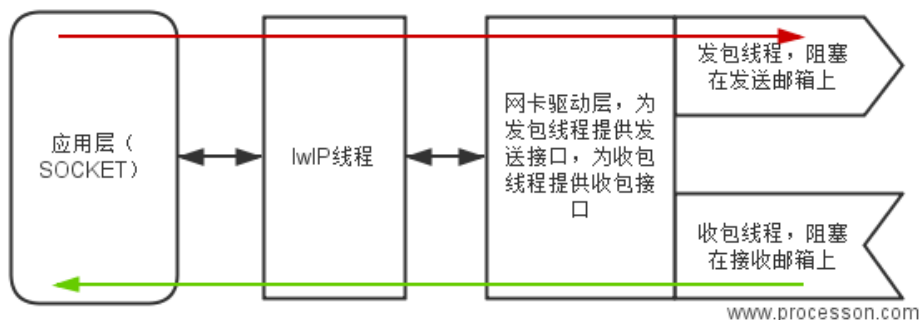 应用层（
SOCKET）
lwIP线程
网卡驱动层，为
发包线程提供发
送接口，为收包
线程提供收包接
口
发包线程，阻塞
在发送邮箱上
收包线程，阻塞
在接收邮箱上
www.processon.com